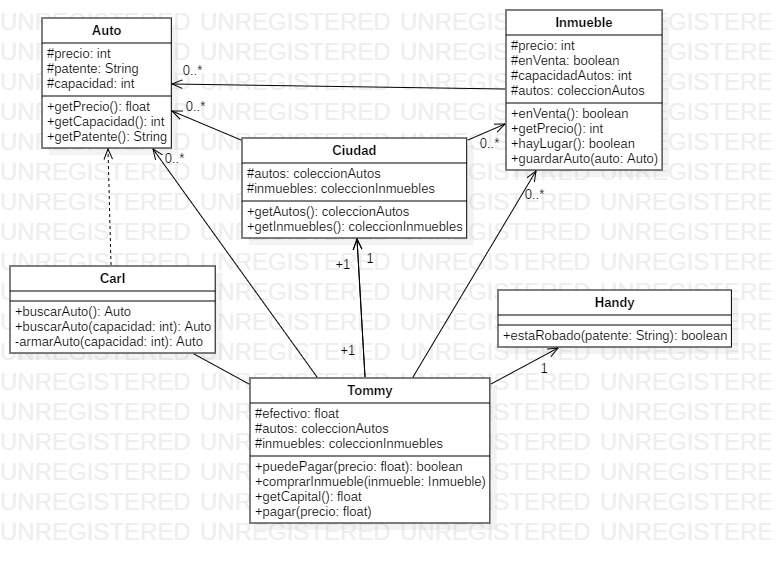 Auto
#precio: int
#patente: String
#capacidad: int
+getPrecio(): float
+getCapacidad(): int
+getPatente(): String
Inmueble
#precio: int
#enVenta: boolean
#capacidadAutos: int
#autos: coleccionAutos
+enVenta(): boolean
+getPrecio(): int
+hayLugar(): boolean
+guardarAuto(auto: Auto)
0..*
0..*
0..*
0..*
0..*
Ciudad
#autos: coleccionAutos
#inmuebles: coleccionInmuebles
+getAutos(): coleccionAutos
+getInmuebles(): coleccionInmuebles
+1
1
Carl
+buscarAuto(): Auto
+buscarAuto(capacidad: int): Auto
-armarAuto(capacidad: int): Auto
Handy
+estaRobado(patente: String): boolean
+1
1
Tommy
#efectivo: float
#autos: coleccionAutos
#inmuebles: coleccionInmuebles
+puedePagar(precio: float): boolean
+comprarInmueble(inmueble: Inmueble)
+getCapital(): float
+pagar(precio: float)
UNREGISTERED